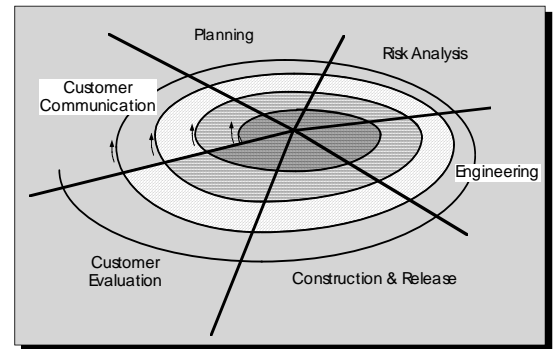 Planning
Risk Analysis
Customer
Communication
Engineering
Customer
Evaluation
Construction & Release